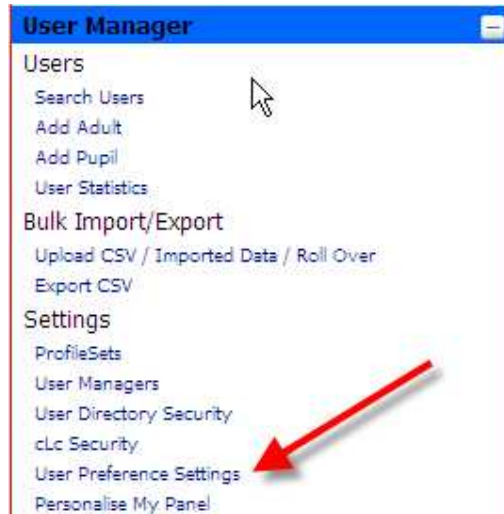 User Manager
Users
Search Users
Add Adult
Add Pupil
User Statistics
Bulk Import/Export
Upload CSV / Imported Data / Roll Over
Export CSV
Settings
ProfileSets
User Managers
User Directory Security
cLc Security
User Preference Settings
Personalise My Panel